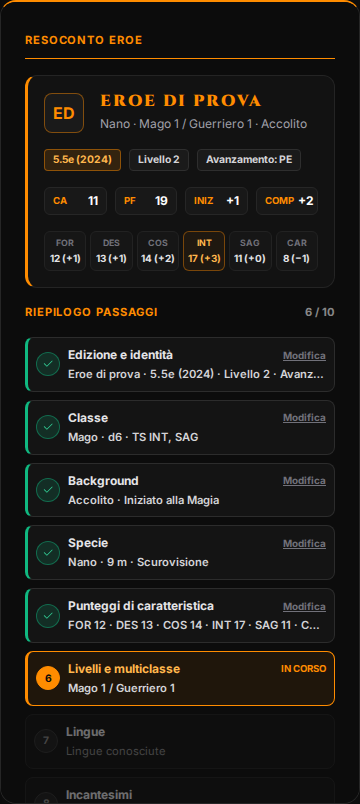 RESOCONTO EROE
ED
EROE DI PROVA
Nano · Mago 1 / Guerriero 1 · Accolito
5.5e (2024) Livello 2 Avanzamento: PE
CA 11 PF 19 INIZ +1 COMP +2
FOR DES COS INT SAG CAR
12 (+1) 13 (+1) 14 (+2) 17 (+3) 11 (+0) 8 (−1)
RIEPILOGO PASSAGGI 6 / 10
Edizione e identità Modifica
Eroe di prova · 5.5e (2024) · Livello 2 · Avanz...
Classe Modifica
Mago · d6 · TS INT, SAG
Background Modifica
Accolito · Iniziato alla Magia
Specie Modifica
Nano · 9 m · Scurovisione
Punteggi di caratteristica Modifica
FOR 12 · DES 13 · COS 14 · INT 17 · SAG 11 · C...
6 Livelli e multiclasse IN CORSO
Mago 1 / Guerriero 1
7 Lingue
Lingue conosciute
8 Incantesimi